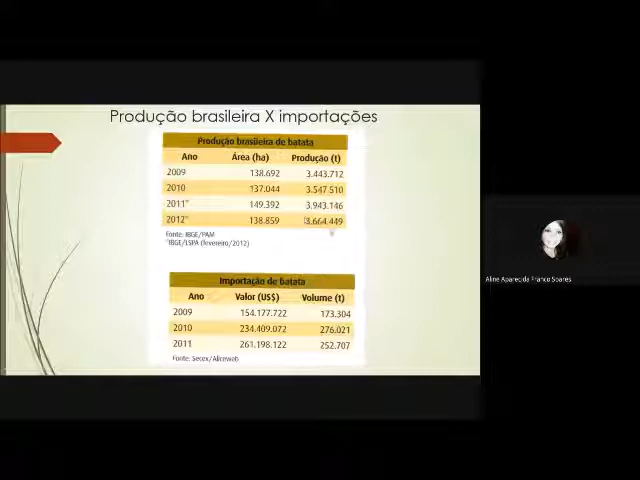 Produção brasileira X importações
Produção brasileira de batata
Ano Área (ha) Produção (t)
2009 138.692 3.443.712
2010 137.044 3.547.510
2011* 149.392 3.943.146
2012* 138.859 3.664.449
Fonte: IBGE/PAM
*IBGE/LSPA (fevereiro/2012)
Importação de batata
Ano Valor (US$) Volume (t)
2009 154.177.722 173.304
2010 234.409.072 276.021
2011 261.198.122 252.707
Fonte: Secex/Aliceweb
Aline Aparecida Franco Soares